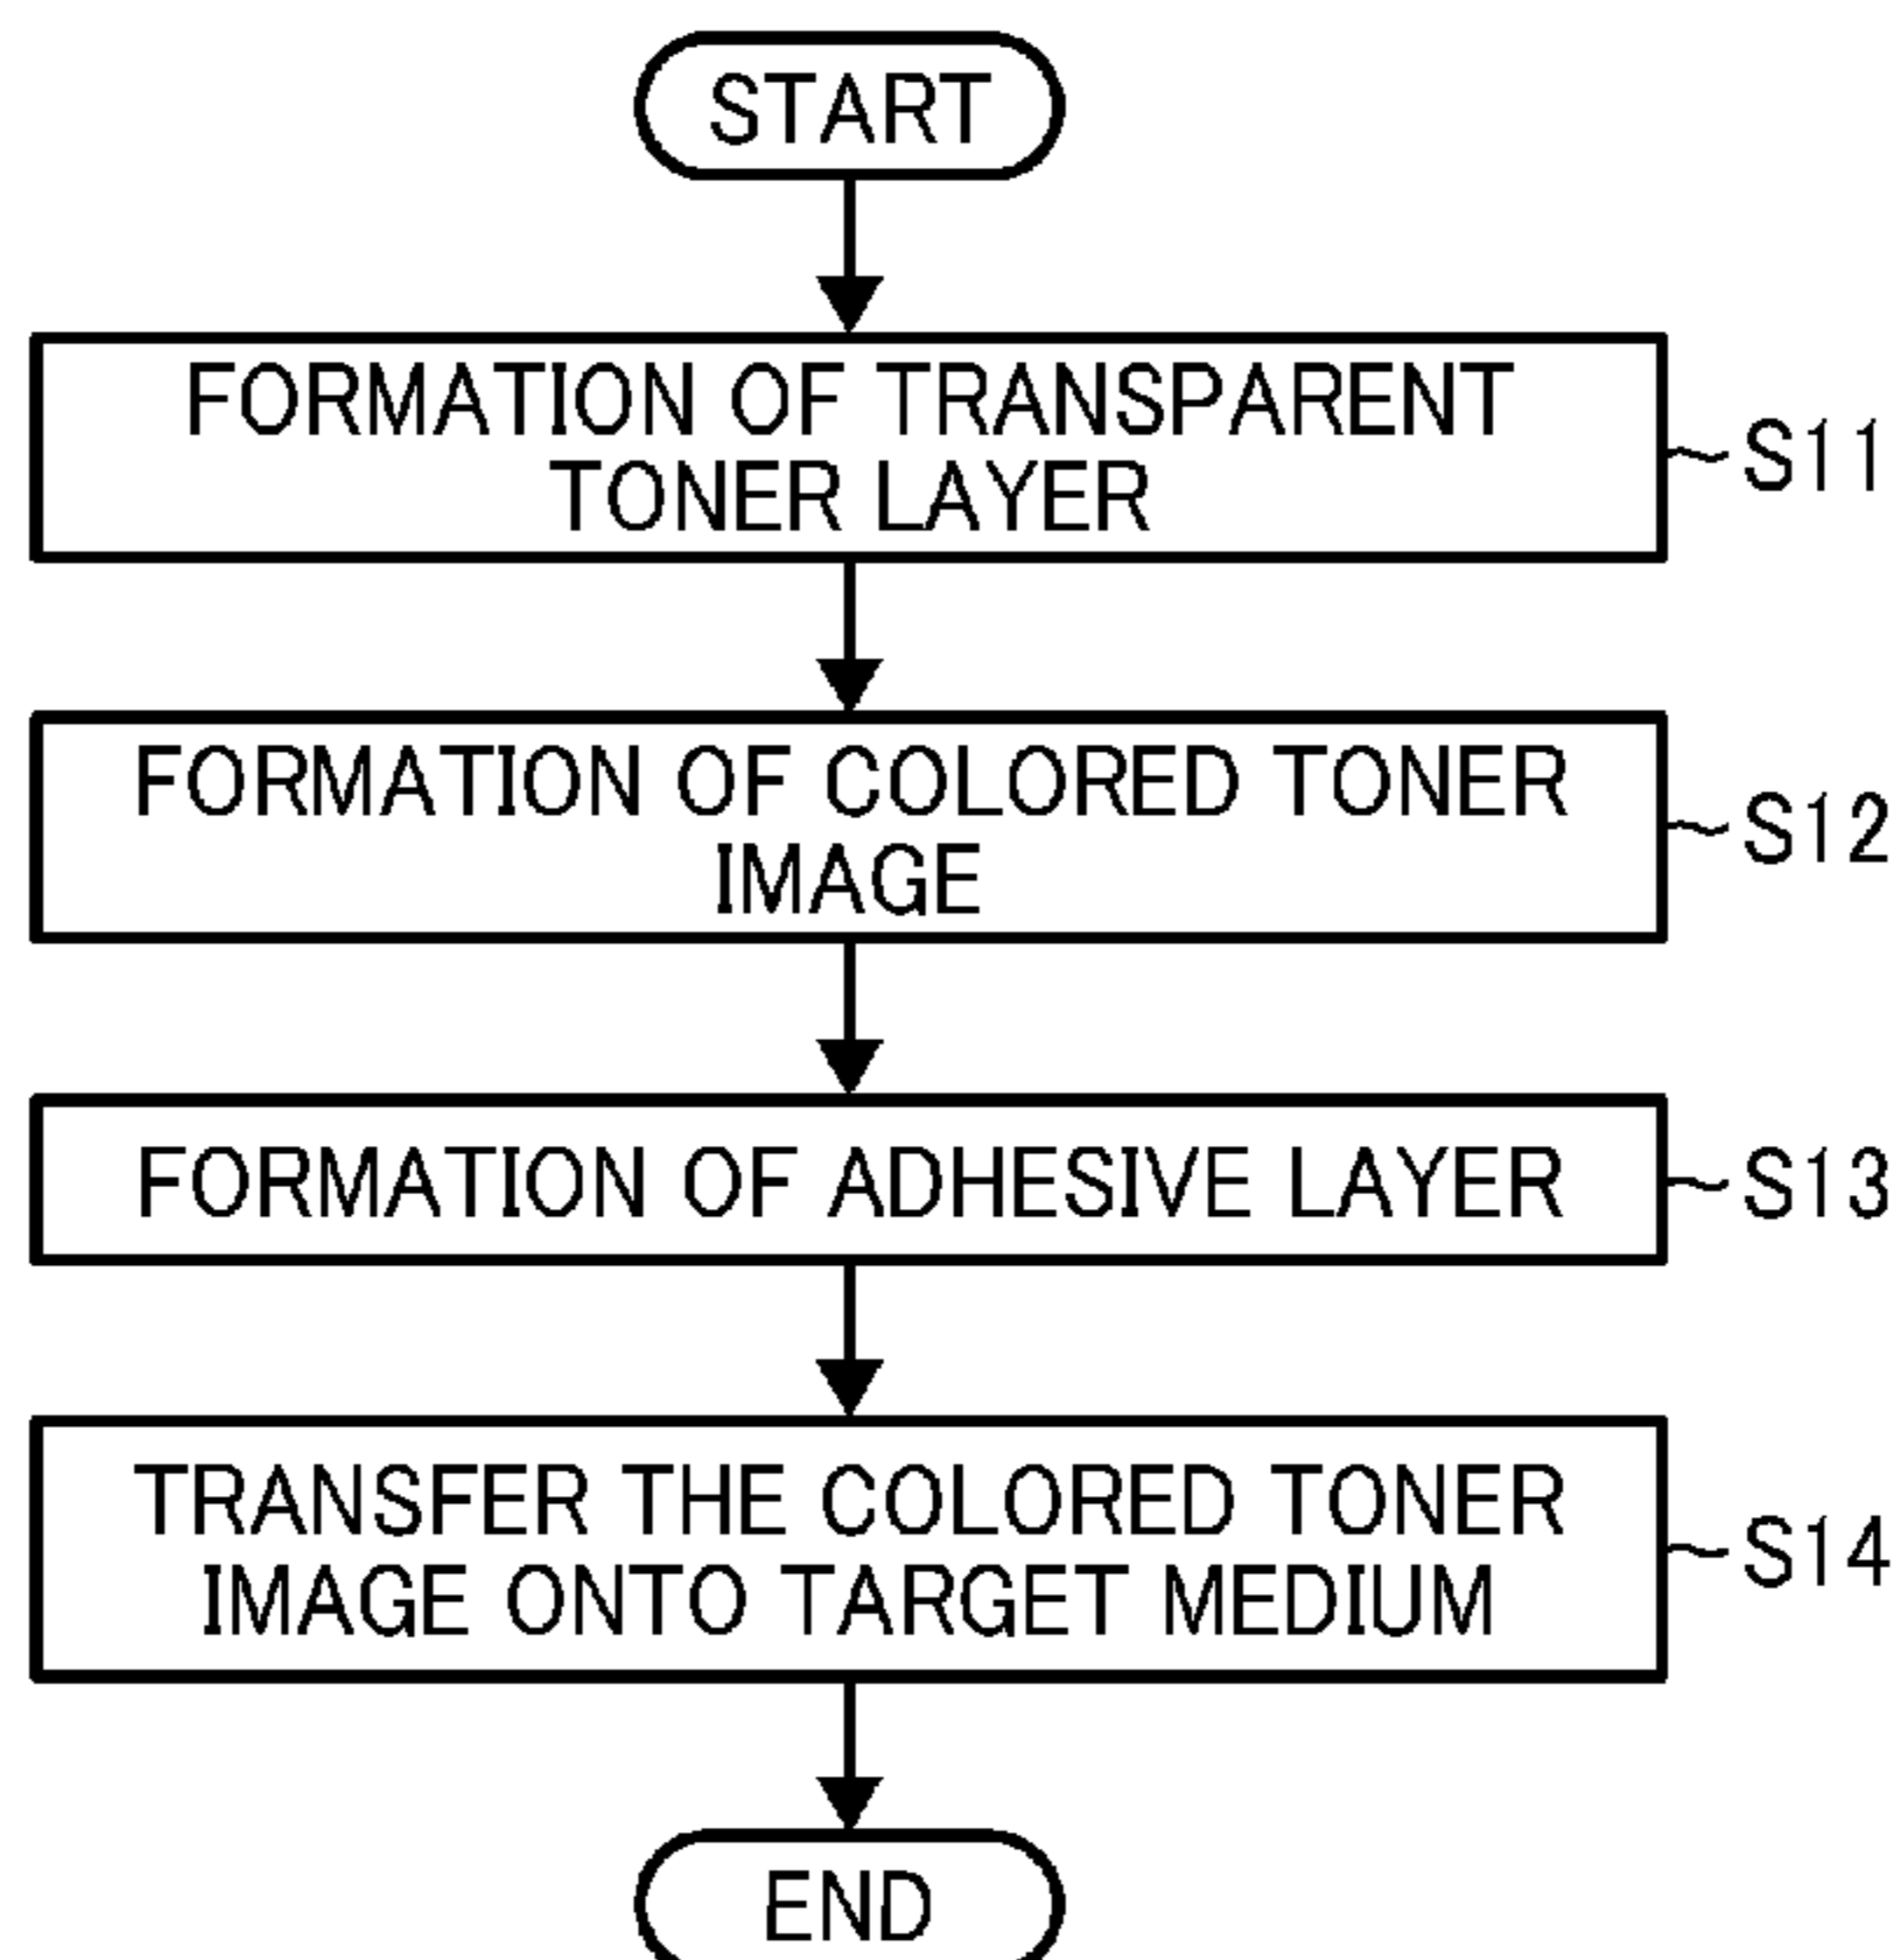 START
FORMATION OF TRANSPARENT
TONER LAYER
S11
FORMATION OF COLORED TONER
IMAGE
S12
FORMATION OF ADHESIVE LAYER
S13
TRANSFER THE COLORED TONER
IMAGE ONTO TARGET MEDIUM
S14
END